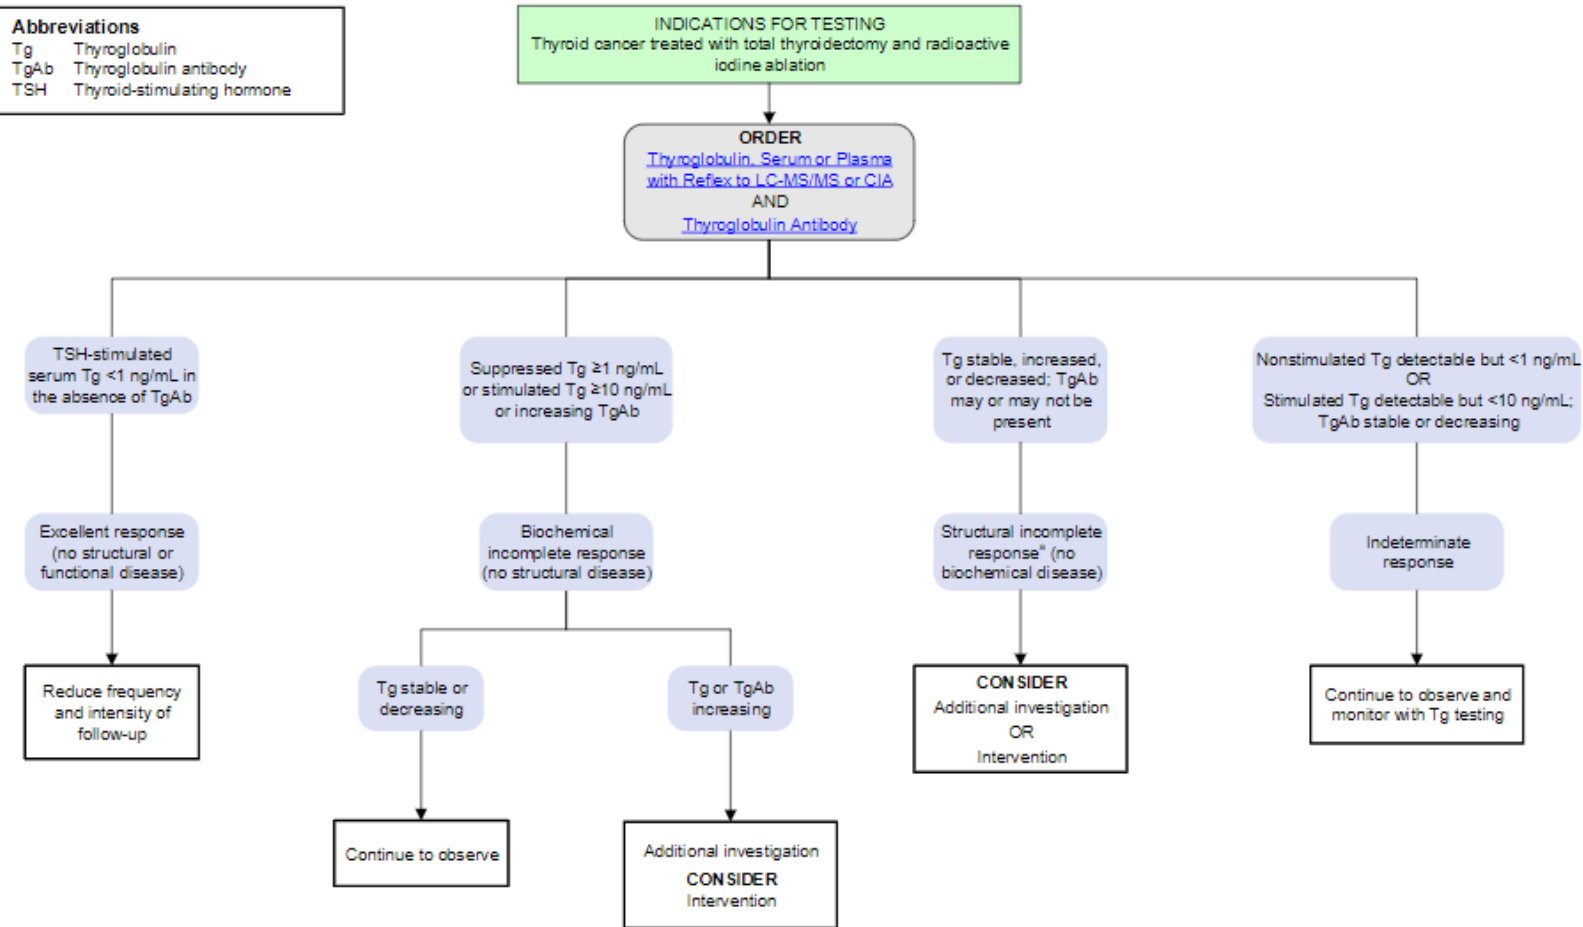 Abbreviations
Tg Thyroglobulin
TgAb Thyroglobulin antibody
TSH Thyroid-stimulating hormone
INDICATIONS FOR TESTING
Thyroid cancer treated with total thyroidectomy and radioactive
iodine ablation
ORDER
Thyroglobulin, Serum or Plasma
with Reflex to LC-MS/MS or CIA
AND
Thyroglobulin Antibody
TSH-stimulated
serum Tg <1 ng/mL in
the absence of TgAb
Suppressed Tg ≥1 ng/mL
or stimulated Tg ≥10 ng/mL
or increasing TgAb
Tg stable, increased,
or decreased; TgAb
may or may not be
present
Nonstimulated Tg detectable but <1 ng/mL
OR
Stimulated Tg detectable but <10 ng/mL;
TgAb stable or decreasing
Excellent response
(no structural or
functional disease)
Biochemical
incomplete response
(no structural disease)
Structural incomplete
responseª (no
biochemical disease)
Indeterminate
response
Reduce frequency
and intensity of
follow-up
Tg stable or
decreasing
Tg or TgAb
increasing
CONSIDER
Additional investigation
OR
Intervention
Continue to observe and
monitor with Tg testing
Continue to observe
Additional investigation
CONSIDER
Intervention